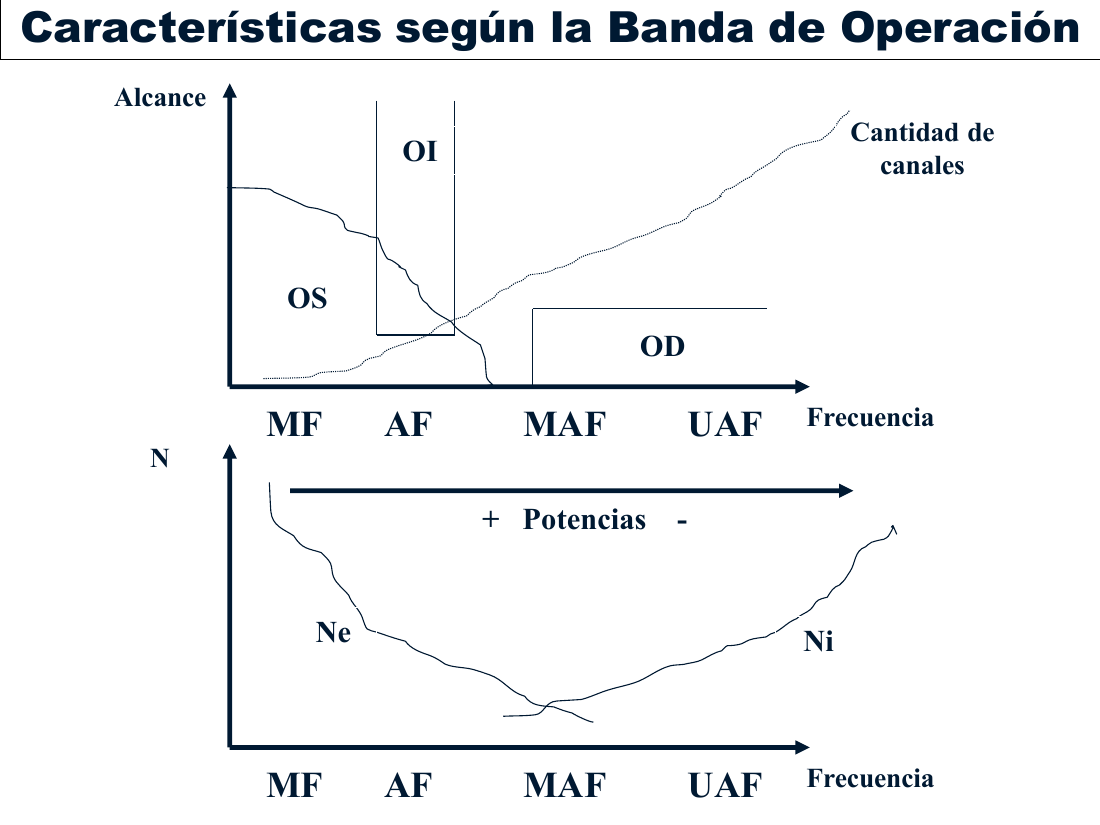 Características según la Banda de Operación
Alcance
OI
Cantidad de
canales
OS
OD
MF AF MAF UAF Frecuencia
N
+ Potencias -
Ne
Ni
MF AF MAF UAF Frecuencia